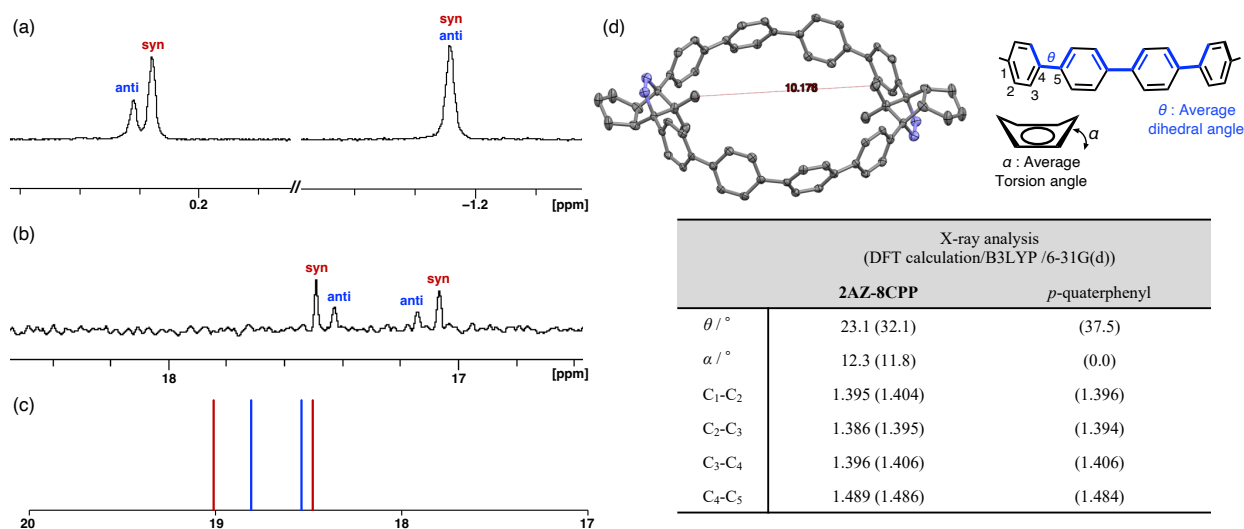 (a)
syn
anti
syn
anti
0.2
−1.2
[ppm]
(b)
syn
anti
anti
syn
18
17
[ppm]
(c)
20
19
18
17
(d)
θ
1
2
3
4
5
θ : Average
dihedral angle
α
α : Average
Torsion angle
X-ray analysis
(DFT calculation/B3LYP /6-31G(d))
2AZ-8CPP p-quaterphenyl
θ / ° 23.1 (32.1) (37.5)
α / ° 12.3 (11.8) (0.0)
C₁-C₂ 1.395 (1.404) (1.396)
C₂-C₃ 1.386 (1.395) (1.394)
C₃-C₄ 1.396 (1.406) (1.406)
C₄-C₅ 1.489 (1.486) (1.484)